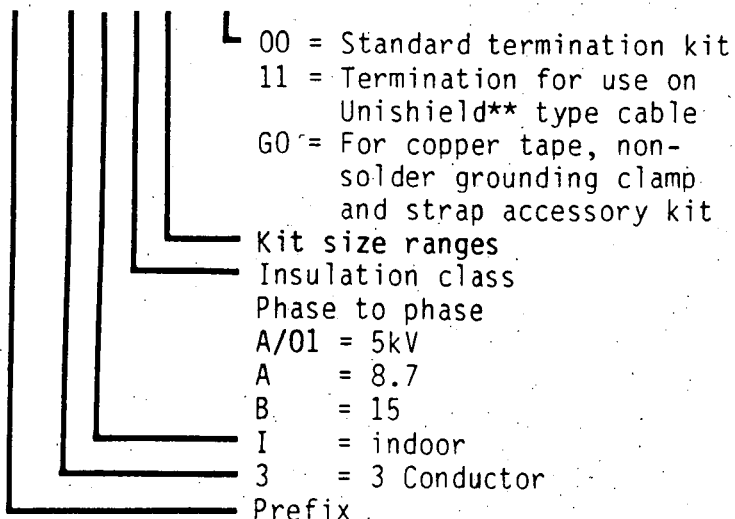 00 = Standard termination kit
11 = Termination for use on
Unishield** type cable
GO = For copper tape, non-
solder grounding clamp
and strap accessory kit
Kit size ranges
Insulation class
Phase to phase
A/01 = 5kV
A = 8.7
B = 15
I = indoor
3 = 3 Conductor
Prefix